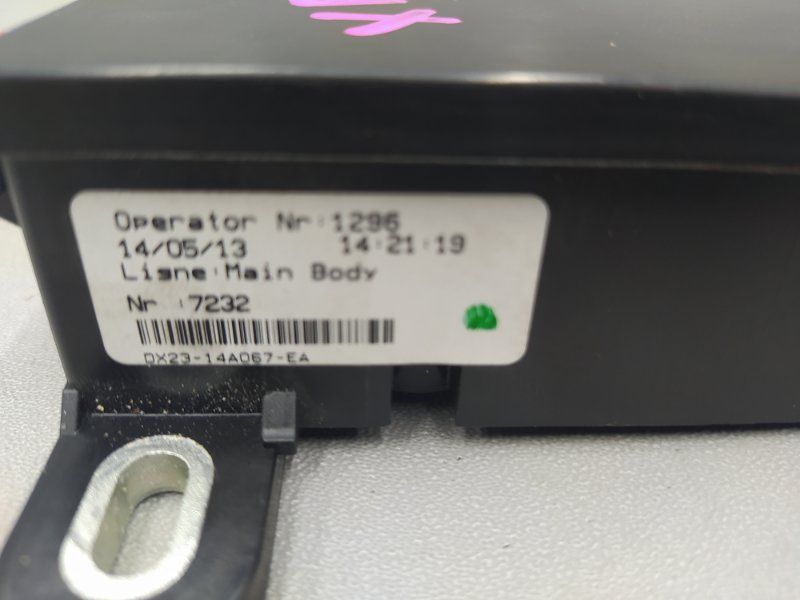 Operator Nr:1296
14/05/13 14:21:19
Ligne:Main Body
Nr :7232
DX23-14A067-EA